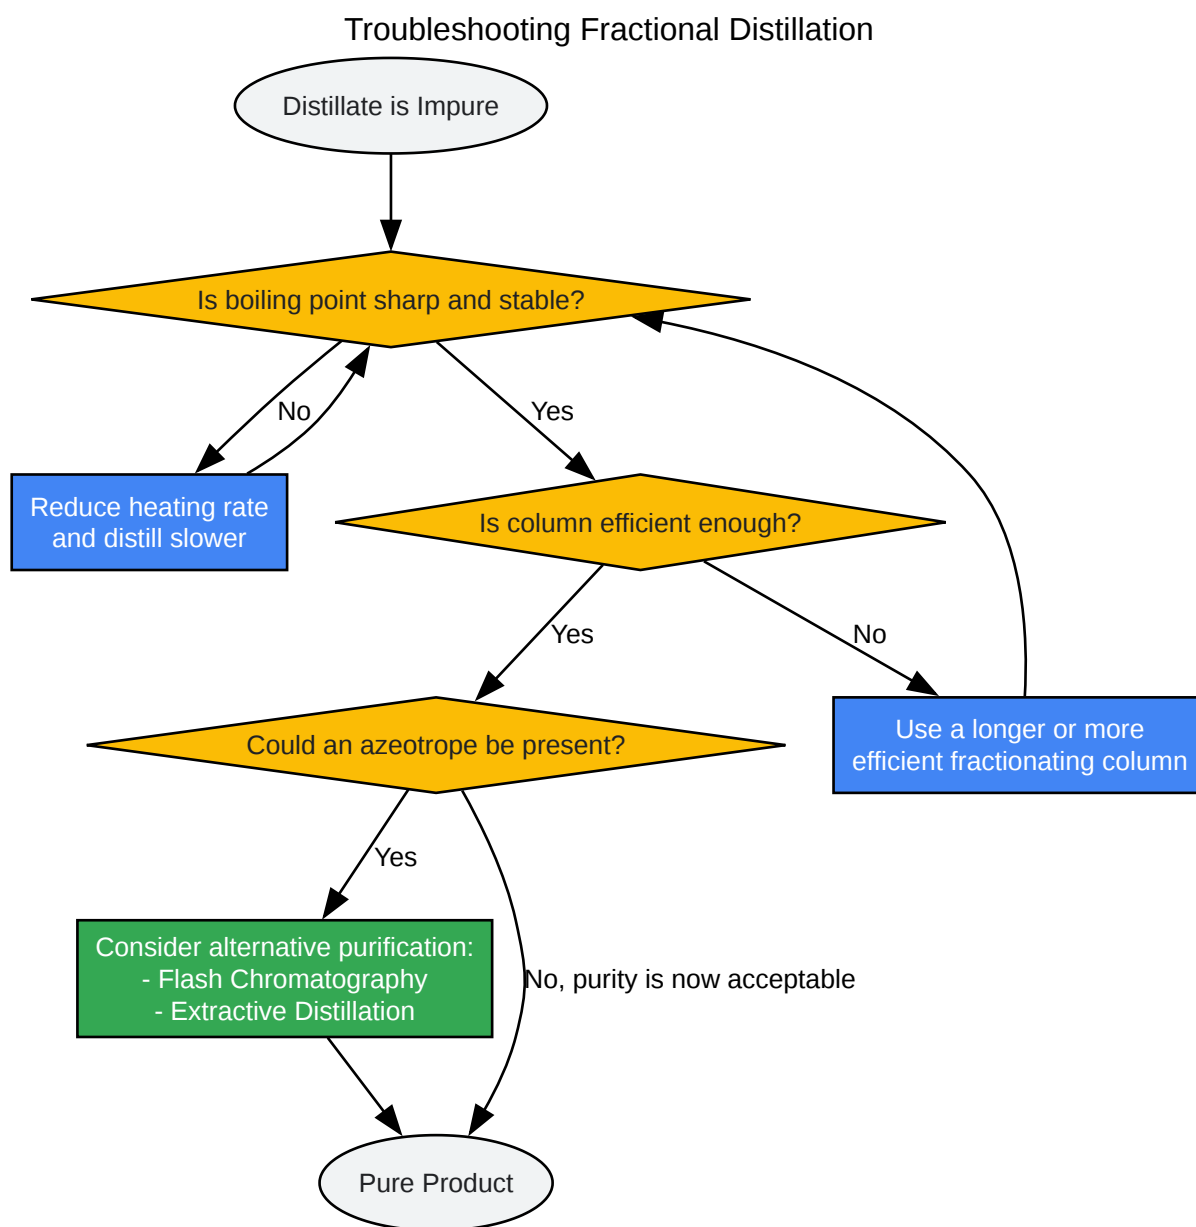 Troubleshooting Fractional Distillation
Distillate is Impure
Is boiling point sharp and stable?
No
Yes
Reduce heating rate
and distill slower
Is column efficient enough?
Yes
No
Could an azeotrope be present?
Use a longer or more
efficient fractionating column
Yes
Consider alternative purification:
- Flash Chromatography
- Extractive Distillation
No, purity is now acceptable
Pure Product